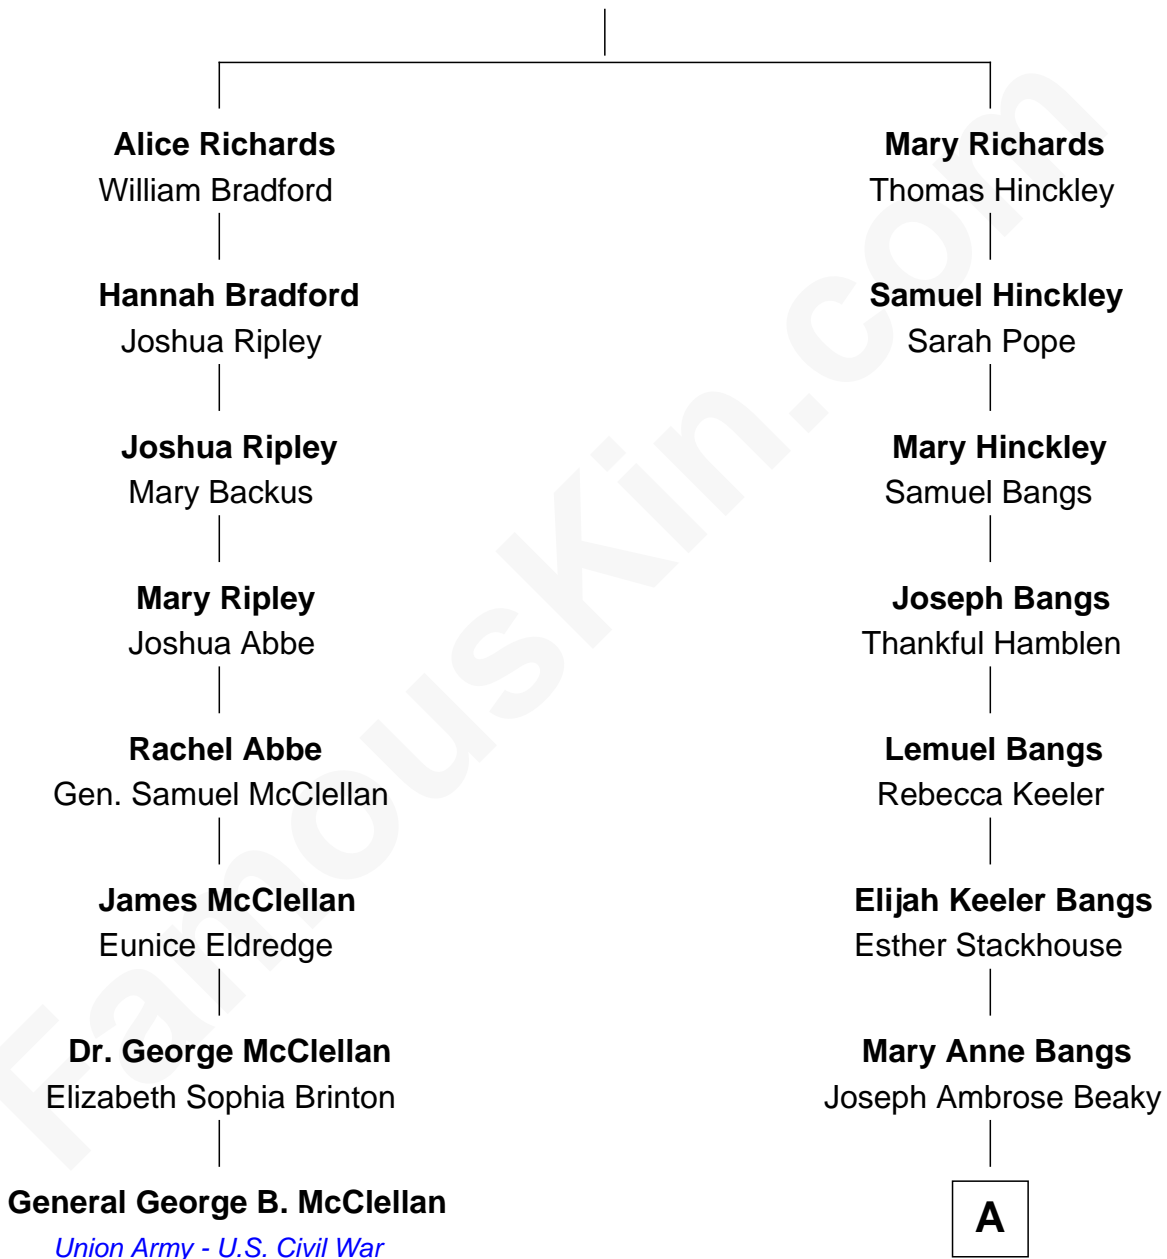 Alice Richards
William Bradford
Hannah Bradford
Joshua Ripley
Joshua Ripley
Mary Backus
Mary Ripley
Joshua Abbe
Rachel Abbe
Gen. Samuel McClellan
James McClellan
Eunice Eldredge
Dr. George McClellan
Elizabeth Sophia Brinton
General George B. McClellan
Union Army - U.S. Civil War
Mary Richards
Thomas Hinckley
Samuel Hinckley
Sarah Pope
Mary Hinckley
Samuel Bangs
Joseph Bangs
Thankful Hamblen
Lemuel Bangs
Rebecca Keeler
Elijah Keeler Bangs
Esther Stackhouse
Mary Anne Bangs
Joseph Ambrose Beaky
A
FamousKin.com